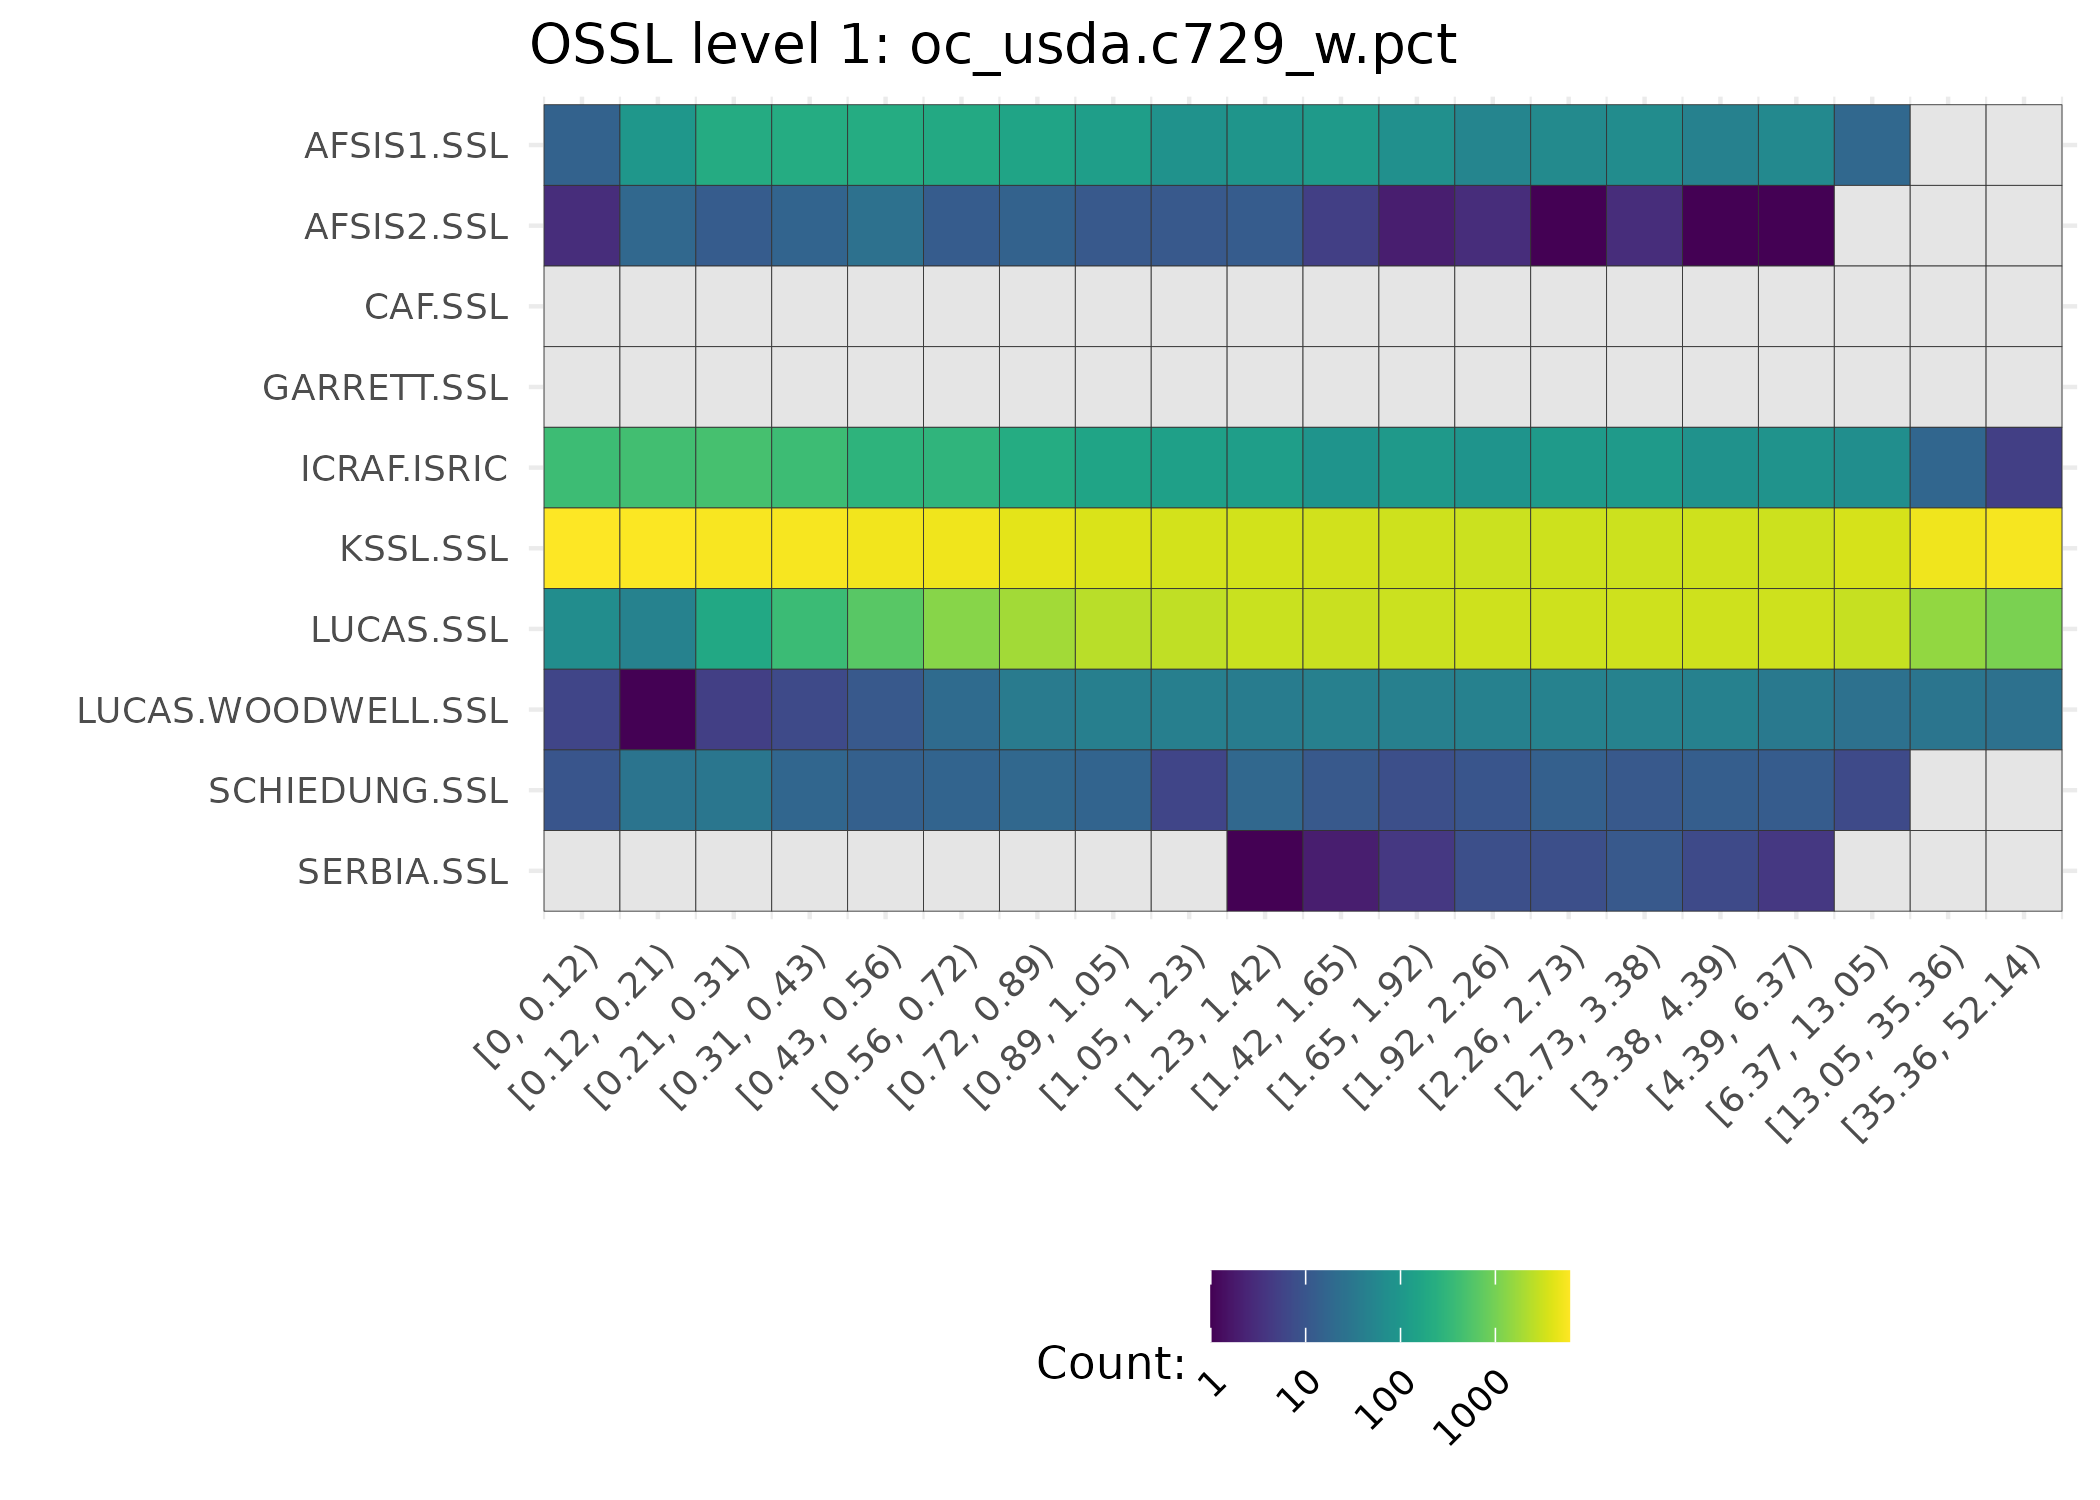 OSSL level 1: oc_usda.c729_w.pct
AFSIS1.SSL
AFSIS2.SSL
CAF.SSL
GARRETT.SSL
ICRAF.ISRIC
KSSL.SSL
LUCAS.SSL
LUCAS.WOODWELL.SSL
SCHIEDUNG.SSL
SERBIA.SSL
[0, 0.12)
[0.12, 0.21)
[0.21, 0.31)
[0.31, 0.43)
[0.43, 0.56)
[0.56, 0.72)
[0.72, 0.89)
[0.89, 1.05)
[1.05, 1.23)
[1.23, 1.42)
[1.42, 1.65)
[1.65, 1.92)
[1.92, 2.26)
[2.26, 2.73)
[2.73, 3.38)
[3.38, 4.39)
[4.39, 6.37)
[6.37, 13.05)
[13.05, 35.36)
[35.36, 52.14)
Count:
1
10
100
1000